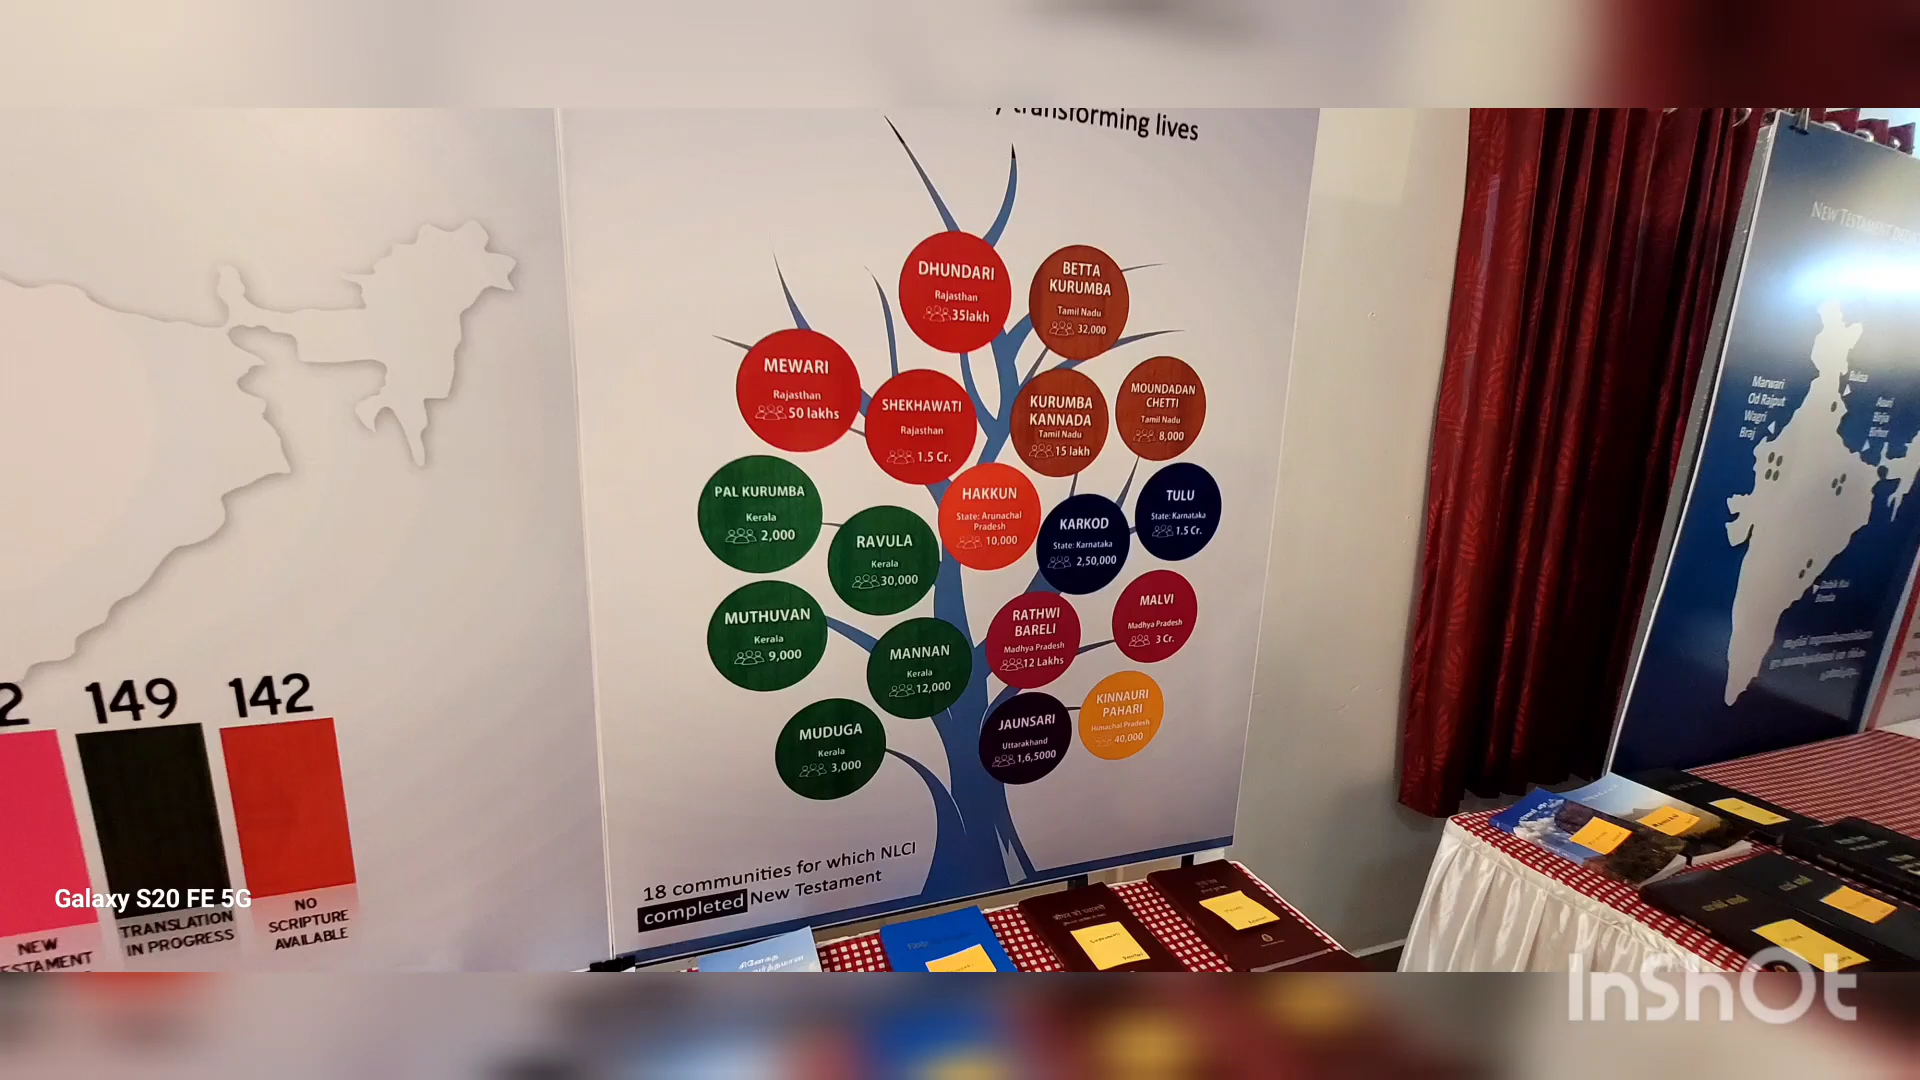 transforming lives
DHUNDARI
Rajasthan
35lakh
BETTA
KURUMBA
Tamil Nadu
32,000
MEWARI
Rajasthan
50 lakhs
SHEKHAWATI
Rajasthan
1.5 Cr.
KURUMBA
KANNADA
Tamil Nadu
15 lakh
MOUNDADAN
CHETTI
Tamil Nadu
8,000
PAL KURUMBA
Kerala
2,000
RAVULA
Kerala
30,000
HAKKUN
State: Arunachal
Pradesh
10,000
KARKOD
State: Karnataka
2,50,000
TULU
State: Karnataka
1.5 Cr.
MUTHUVAN
Kerala
9,000
MANNAN
Kerala
12,000
RATHWI
BARELI
Madhya Pradesh
12 Lakhs
MALVI
Madhya Pradesh
3 Cr.
MUDUGA
Kerala
3,000
JAUNSARI
Uttarakhand
1,6,5000
KINNAURI
PAHARI
Himachal Pradesh
40,000
18 communities for which NLCI
completed New Testament
2
149
142
NEW
TRANSLATION
IN PROGRESS
NO
SCRIPTURE
AVAILABLE
NEW TESTAMENT
Marwari
Od Rajput
Wagri
Braj
Asuri
Birjia
Birhor
Galaxy S20 FE 5G
InShOt